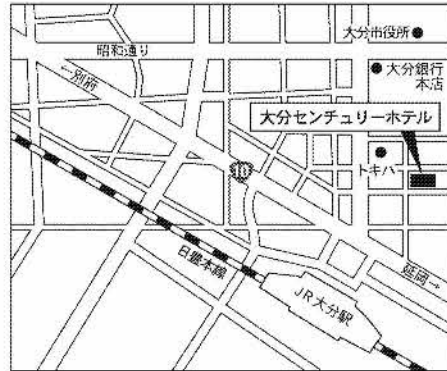 大分市役所
昭和通り
←別府
大分銀行
本店
大分センチュリーホテル
10
トキハ
日豊本線
延岡→
JR大分駅